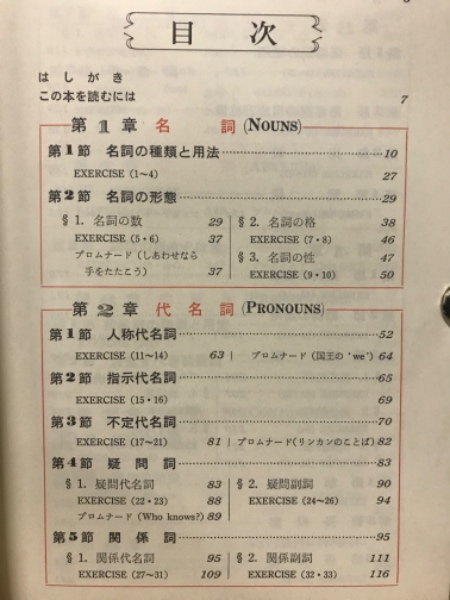 目次
はしがき
この本を読むには 7
第1章 名詞 (NOUNS)
第1節 名詞の種類と用法 10
EXERCISE (1〜4) 27
第2節 名詞の形態 29
§ 1. 名詞の数 29
EXERCISE (5・6) 37
プロムナード (しあわせなら
手をたたこう) 37
§ 2. 名詞の格 38
EXERCISE (7・8) 46
§ 3. 名詞の性 47
EXERCISE (9・10) 50
第2章 代名詞 (PRONOUNS)
第1節 人称代名詞 52
EXERCISE (11〜14) 63 | プロムナード (国王の 'we') 64
第2節 指示代名詞 65
EXERCISE (15・16) 69
第3節 不定代名詞 70
EXERCISE (17〜21) 81 | プロムナード(リンカンのことば) 82
第4節 疑問詞 83
§ 1. 疑問代名詞 83
EXERCISE (22・23) 88
プロムナード (Who knows?) 89
§ 2. 疑問副詞 90
EXERCISE (24〜26) 94
第5節 関係詞 95
§ 1. 関係代名詞 95
EXERCISE (27〜31) 109
§ 2. 関係副詞 111
EXERCISE (32・33) 116